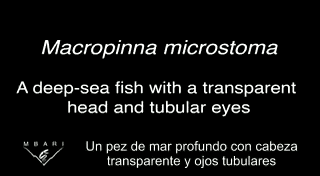 Macropinna microstoma
A deep-sea fish with a transparent
head and tubular eyes
MBARI
Un pez de mar profundo con cabeza
transparente y ojos tubulares